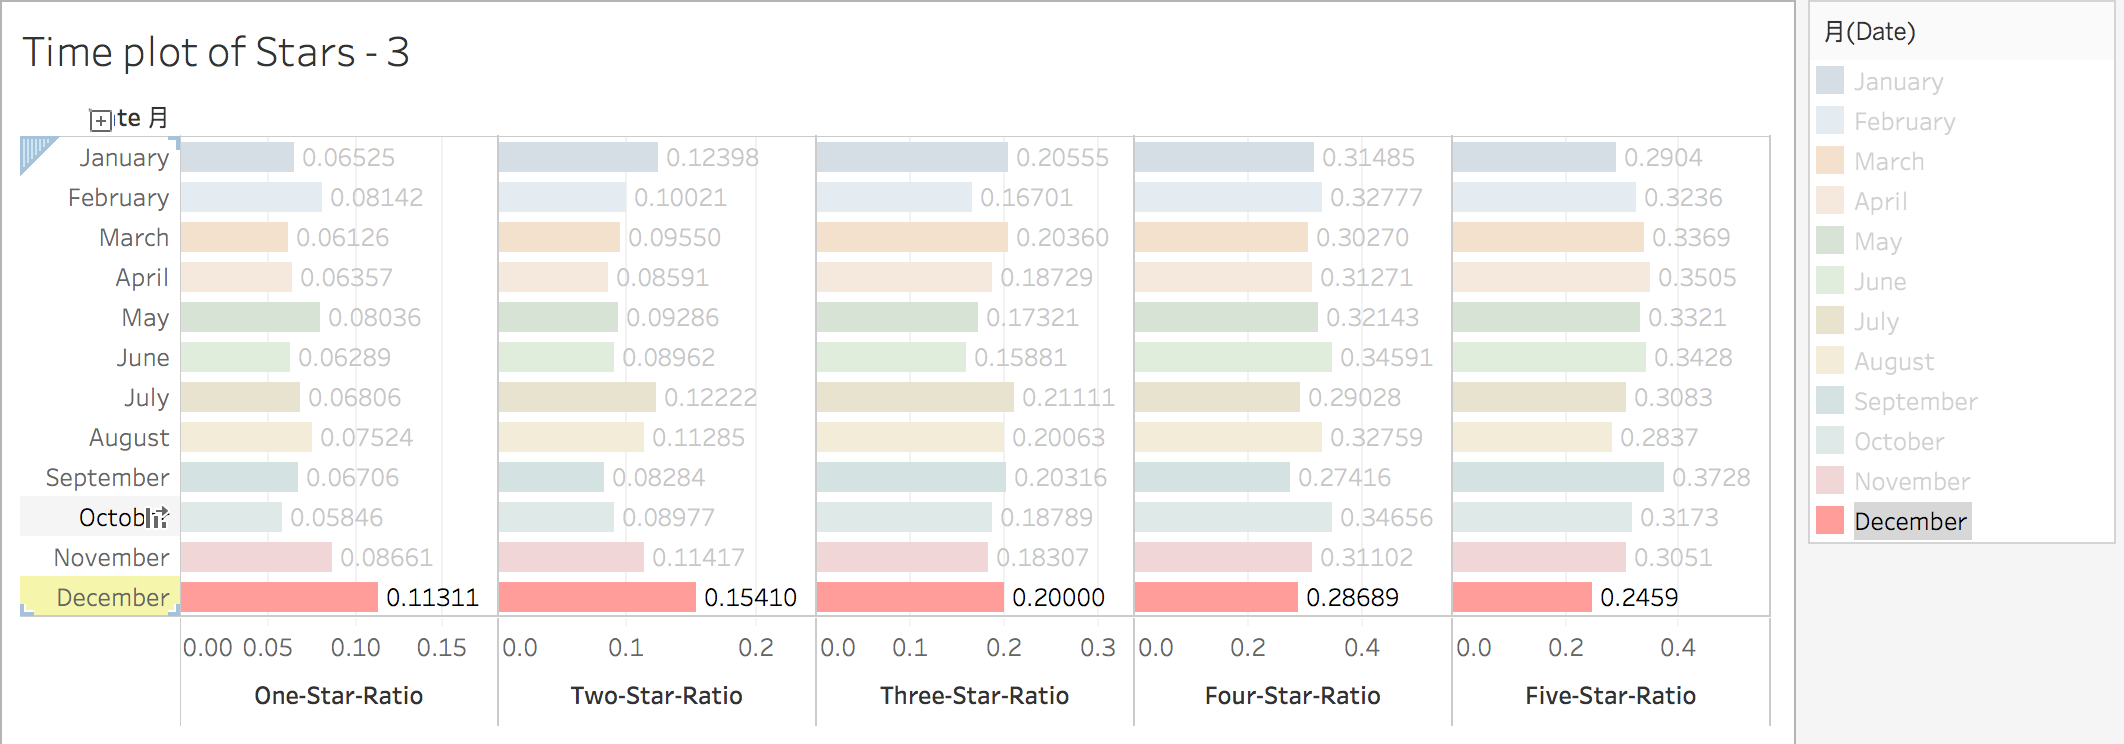 Time plot of Stars - 3
te 月
January 0.06525 0.12398 0.20555 0.31485 0.2904
February 0.08142 0.10021 0.16701 0.32777 0.3236
March 0.06126 0.09550 0.20360 0.30270 0.3369
April 0.06357 0.08591 0.18729 0.31271 0.3505
May 0.08036 0.09286 0.17321 0.32143 0.3321
June 0.06289 0.08962 0.15881 0.34591 0.3428
July 0.06806 0.12222 0.21111 0.29028 0.3083
August 0.07524 0.11285 0.20063 0.32759 0.2837
September 0.06706 0.08284 0.20316 0.27416 0.3728
October 0.05846 0.08977 0.18789 0.34656 0.3173
November 0.08661 0.11417 0.18307 0.31102 0.3051
December 0.11311 0.15410 0.20000 0.28689 0.2459
0.00 0.05 0.10 0.15 0.0 0.1 0.2 0.0 0.1 0.2 0.3 0.0 0.2 0.4 0.0 0.2 0.4
One-Star-Ratio Two-Star-Ratio Three-Star-Ratio Four-Star-Ratio Five-Star-Ratio
月(Date)
January
February
March
April
May
June
July
August
September
October
November
December